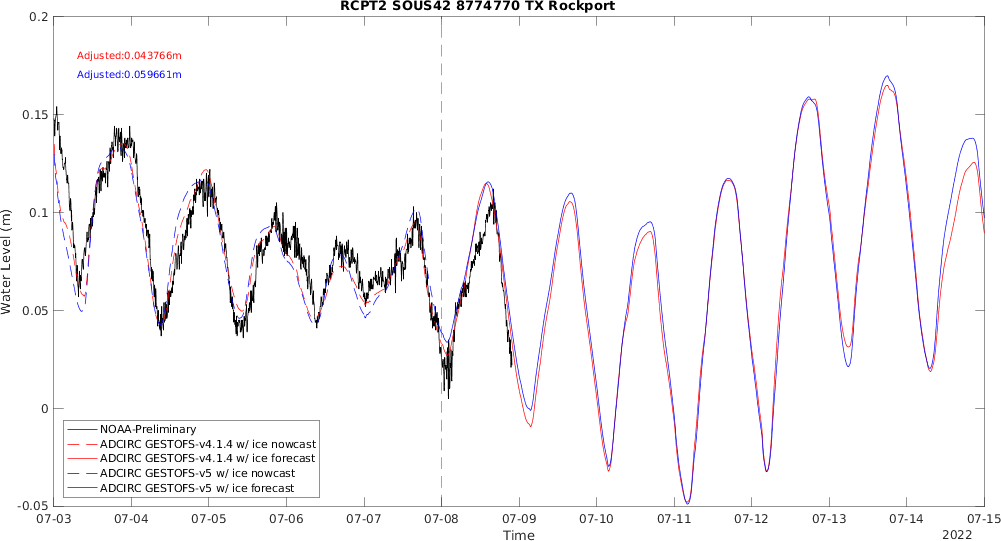 RCPT2 SOUS42 8774770 TX Rockport
0.2
0.15
0.1
0.05
0
-0.05
Water Level (m)
Adjusted:0.043766m
Adjusted:0.059661m
NOAA-Preliminary
ADCIRC GESTOFS-v4.1.4 w/ ice nowcast
ADCIRC GESTOFS-v4.1.4 w/ ice forecast
ADCIRC GESTOFS-v5 w/ ice nowcast
ADCIRC GESTOFS-v5 w/ ice forecast
07-03 07-04 07-05 07-06 07-07 07-08 07-09 07-10 07-11 07-12 07-13 07-14 07-15
Time
2022